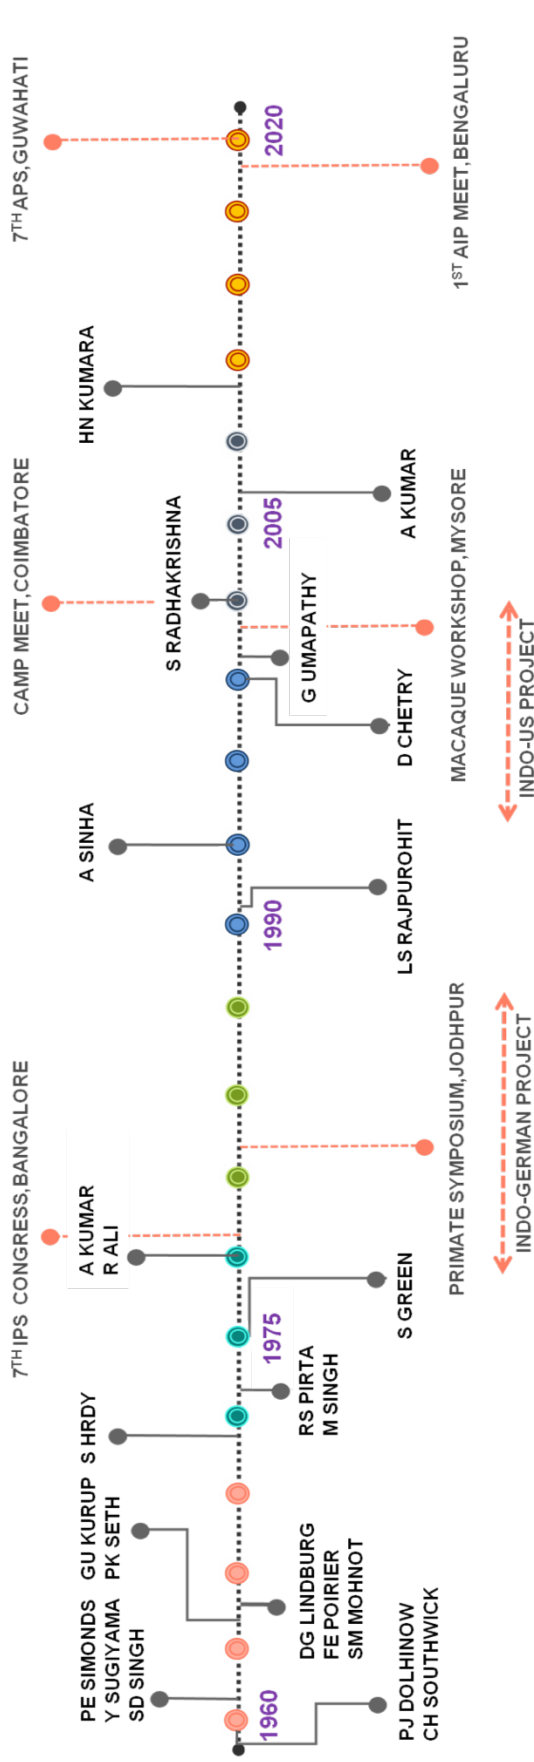 7TH IPS CONGRESS,BANGALORE
CAMP MEET,COIMBATORE
7TH APS,GUWAHATI
PE SIMONDS
Y SUGIYAMA
SD SINGH
GU KURUP
PK SETH
S HRDY
A KUMAR
R ALI
A SINHA
S RADHAKRISHNA
HN KUMARA
1960
1975
1990
2005
2020
PJ DOLHINOW
CH SOUTHWICK
DG LINDBURG
FE POIRIER
SM MOHNOT
RS PIRTA
M SINGH
S GREEN
LS RAJPUROHIT
D CHETRY
G UMAPATHY
A KUMAR
PRIMATE SYMPOSIUM,JODHPUR
MACAQUE WORKSHOP,MYSORE
1ST AIP MEET,BENGALURU
INDO-GERMAN PROJECT
INDO-US PROJECT